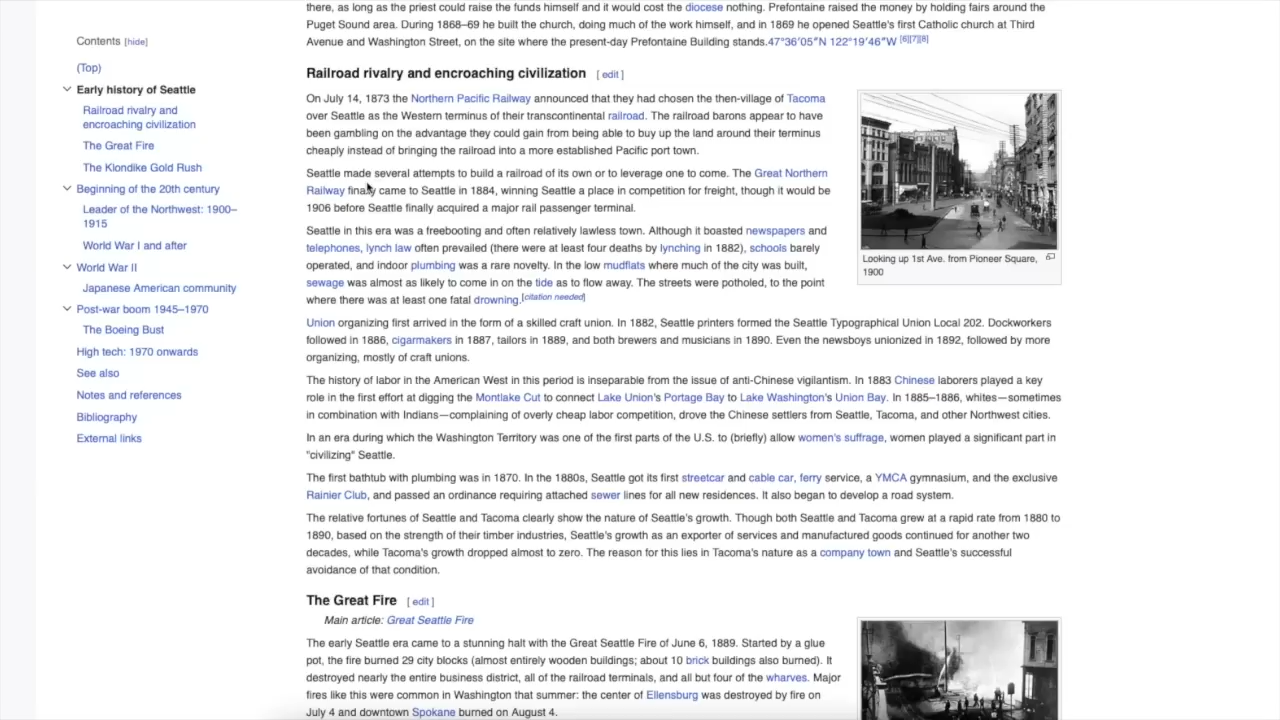 there, as long as the priest could raise the funds himself and it would cost the diocese nothing. Prefontaine raised the money by holding fairs around the
Puget Sound area. During 1868–69 he built the church, doing much of the work himself, and in 1869 he opened Seattle's first Catholic church at Third
Avenue and Washington Street, on the site where the present-day Prefontaine Building stands.47°36′05″N 122°19′46″W [6][7][8]
Contents [hide]
(Top)
Early history of Seattle
Railroad rivalry and
encroaching civilization
The Great Fire
The Klondike Gold Rush
Beginning of the 20th century
Leader of the Northwest: 1900–
1915
World War I and after
World War II
Japanese American community
Post-war boom 1945–1970
The Boeing Bust
High tech: 1970 onwards
See also
Notes and references
Bibliography
External links
Railroad rivalry and encroaching civilization [ edit ]
On July 14, 1873 the Northern Pacific Railway announced that they had chosen the then-village of Tacoma
over Seattle as the Western terminus of their transcontinental railroad. The railroad barons appear to have
been gambling on the advantage they could gain from being able to buy up the land around their terminus
cheaply instead of bringing the railroad into a more established Pacific port town.
Seattle made several attempts to build a railroad of its own or to leverage one to come. The Great Northern
Railway finally came to Seattle in 1884, winning Seattle a place in competition for freight, though it would be
1906 before Seattle finally acquired a major rail passenger terminal.
Seattle in this era was a freebooting and often relatively lawless town. Although it boasted newspapers and
telephones, lynch law often prevailed (there were at least four deaths by lynching in 1882), schools barely
operated, and indoor plumbing was a rare novelty. In the low mudflats where much of the city was built,
sewage was almost as likely to come in on the tide as to flow away. The streets were potholed, to the point
where there was at least one fatal drowning.[citation needed]
Looking up 1st Ave. from Pioneer Square,
1900
Union organizing first arrived in the form of a skilled craft union. In 1882, Seattle printers formed the Seattle Typographical Union Local 202. Dockworkers
followed in 1886, cigarmakers in 1887, tailors in 1889, and both brewers and musicians in 1890. Even the newsboys unionized in 1892, followed by more
organizing, mostly of craft unions.
The history of labor in the American West in this period is inseparable from the issue of anti-Chinese vigilantism. In 1883 Chinese laborers played a key
role in the first effort at digging the Montlake Cut to connect Lake Union's Portage Bay to Lake Washington's Union Bay. In 1885–1886, whites—sometimes
in combination with Indians—complaining of overly cheap labor competition, drove the Chinese settlers from Seattle, Tacoma, and other Northwest cities.
In an era during which the Washington Territory was one of the first parts of the U.S. to (briefly) allow women's suffrage, women played a significant part in
"civilizing" Seattle.
The first bathtub with plumbing was in 1870. In the 1880s, Seattle got its first streetcar and cable car, ferry service, a YMCA gymnasium, and the exclusive
Rainier Club, and passed an ordinance requiring attached sewer lines for all new residences. It also began to develop a road system.
The relative fortunes of Seattle and Tacoma clearly show the nature of Seattle's growth. Though both Seattle and Tacoma grew at a rapid rate from 1880 to
1890, based on the strength of their timber industries, Seattle's growth as an exporter of services and manufactured goods continued for another two
decades, while Tacoma's growth dropped almost to zero. The reason for this lies in Tacoma's nature as a company town and Seattle's successful
avoidance of that condition.
The Great Fire [ edit ]
Main article: Great Seattle Fire
The early Seattle era came to a stunning halt with the Great Seattle Fire of June 6, 1889. Started by a glue
pot, the fire burned 29 city blocks (almost entirely wooden buildings; about 10 brick buildings also burned). It
destroyed nearly the entire business district, all of the railroad terminals, and all but four of the wharves. Major
fires like this were common in Washington that summer: the center of Ellensburg was destroyed by fire on
July 4 and downtown Spokane burned on August 4.